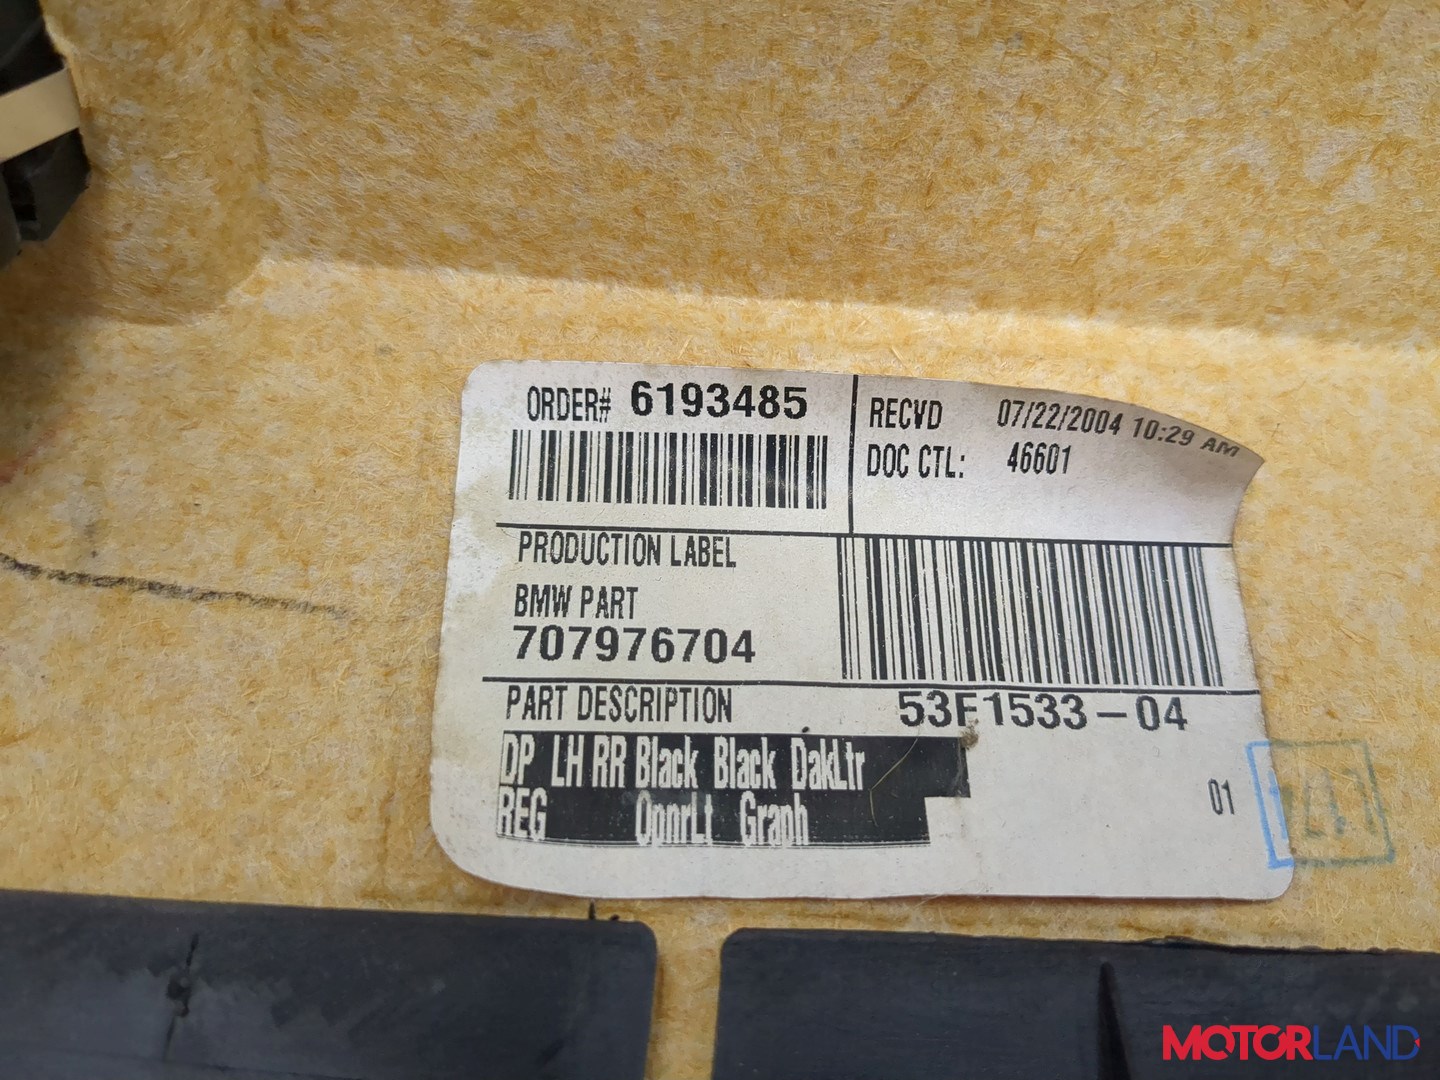 ORDER# 6193485
RECVD 07/22/2004 10:29 AM
DOC CTL: 46601
PRODUCTION LABEL
BMW PART
707976704
PART DESCRIPTION
53F1533-04
DP LH RR Black Black DakLtr
REG OpnrLt Graph
01
MOTORLAND